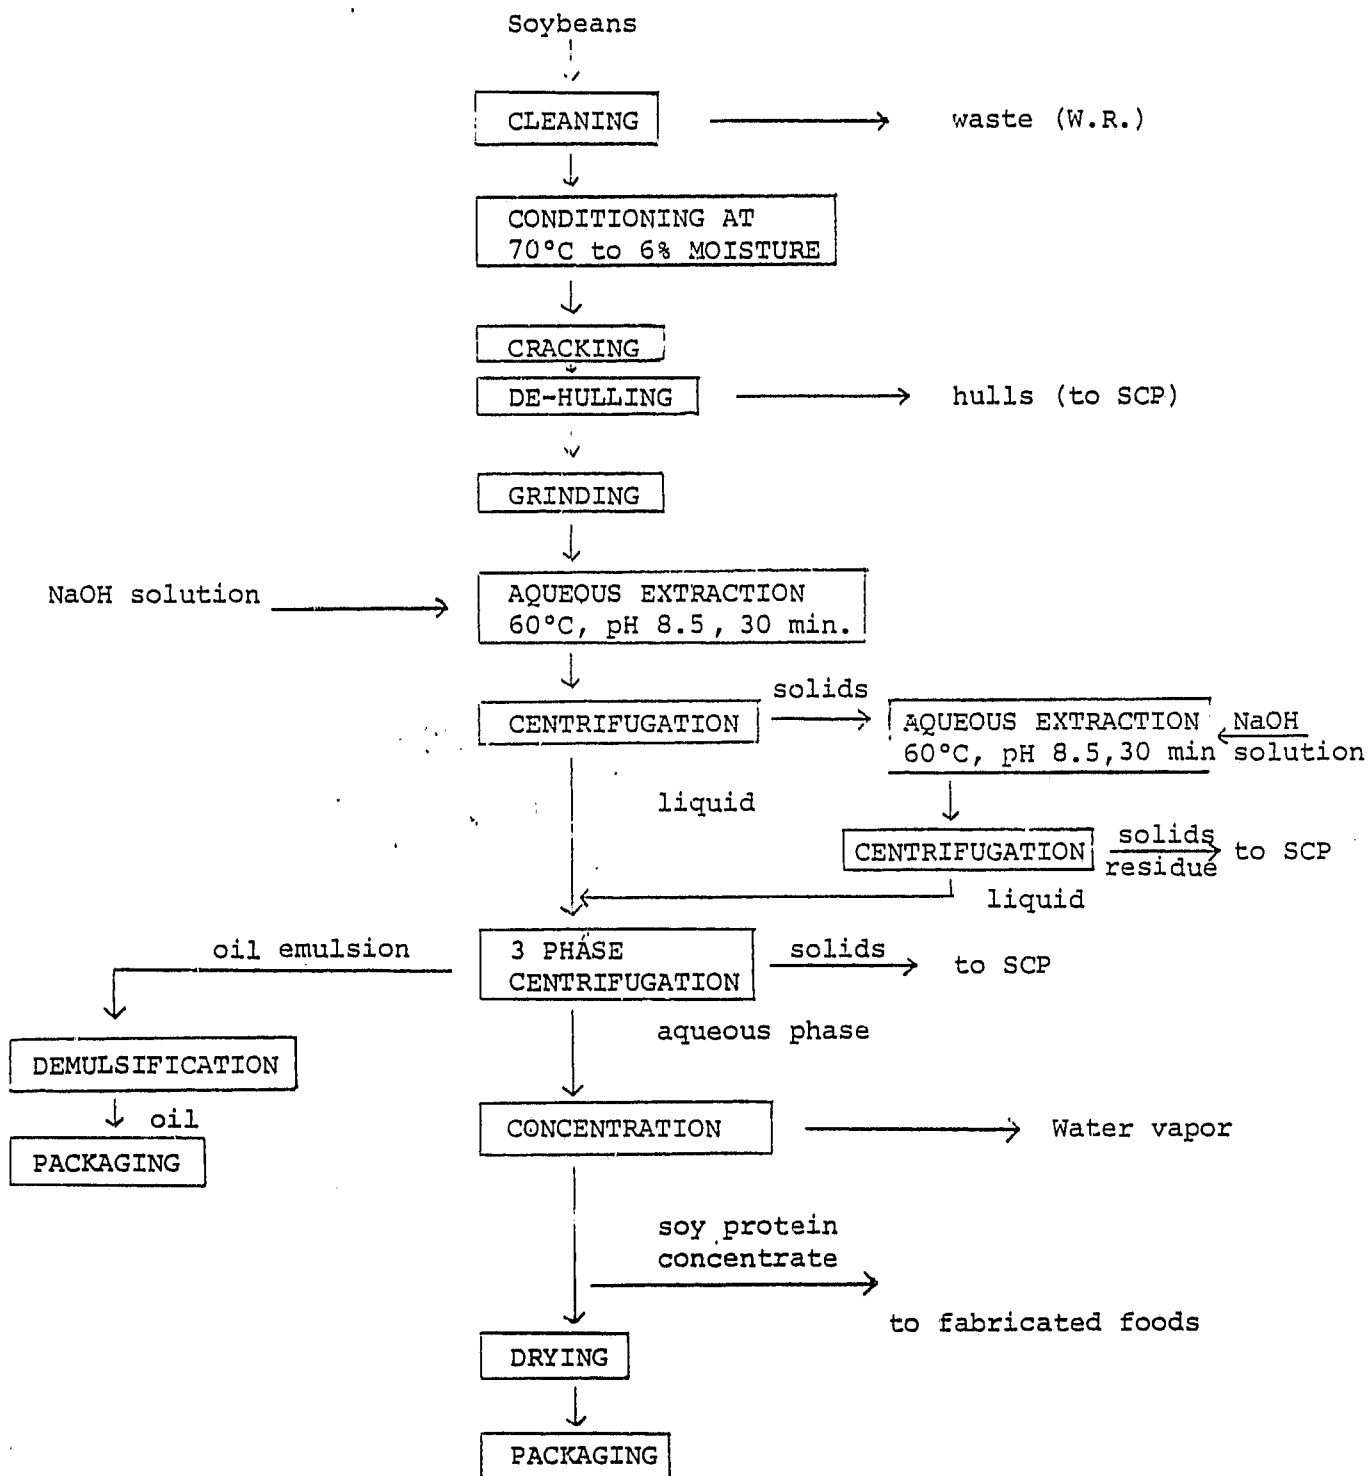 Soybeans
CLEANING
waste (W.R.)
CONDITIONING AT
70°C to 6% MOISTURE
CRACKING
DE-HULLING
hulls (to SCP)
GRINDING
NaOH solution
AQUEOUS EXTRACTION
60°C, pH 8.5, 30 min.
CENTRIFUGATION
solids
AQUEOUS EXTRACTION
60°C, pH 8.5,30 min
NaOH
solution
liquid
CENTRIFUGATION
solids
residue
to SCP
liquid
oil emulsion
3 PHASE
CENTRIFUGATION
solids
to SCP
aqueous phase
DEMULSIFICATION
oil
PACKAGING
CONCENTRATION
Water vapor
soy protein
concentrate
to fabricated foods
DRYING
PACKAGING